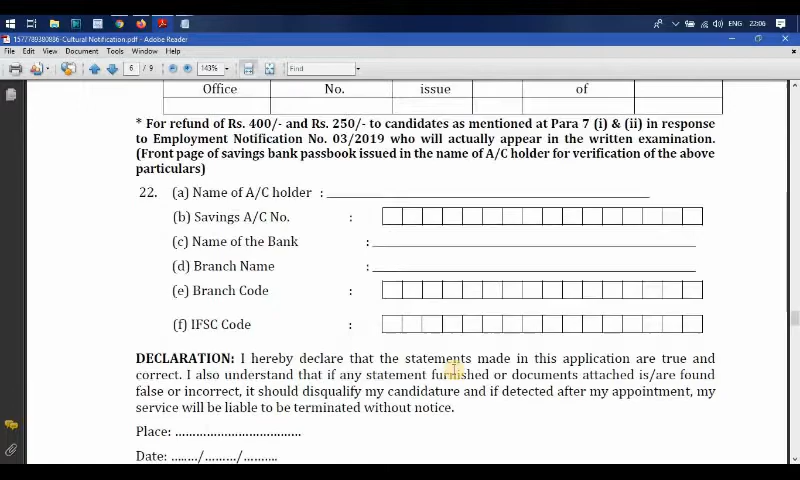 ENG 22:06
1577789380886-Cultural Notification.pdf - Adobe Reader
File Edit View Document Tools Window Help
6 / 9 143% Find
Office No. issue of
* For refund of Rs. 400/- and Rs. 250/- to candidates as mentioned at Para 7 (i) & (ii) in response
to Employment Notification No. 03/2019 who will actually appear in the written examination.
(Front page of savings bank passbook issued in the name of A/C holder for verification of the above
particulars)
22. (a) Name of A/C holder : ______________________________
(b) Savings A/C No. :
(c) Name of the Bank : ______________________________
(d) Branch Name : ______________________________
(e) Branch Code :
(f) IFSC Code :
DECLARATION: I hereby declare that the statements made in this application are true and
correct. I also understand that if any statement furnished or documents attached is/are found
false or incorrect, it should disqualify my candidature and if detected after my appointment, my
service will be liable to be terminated without notice.
Place: ................................
Date: ....../......./..........